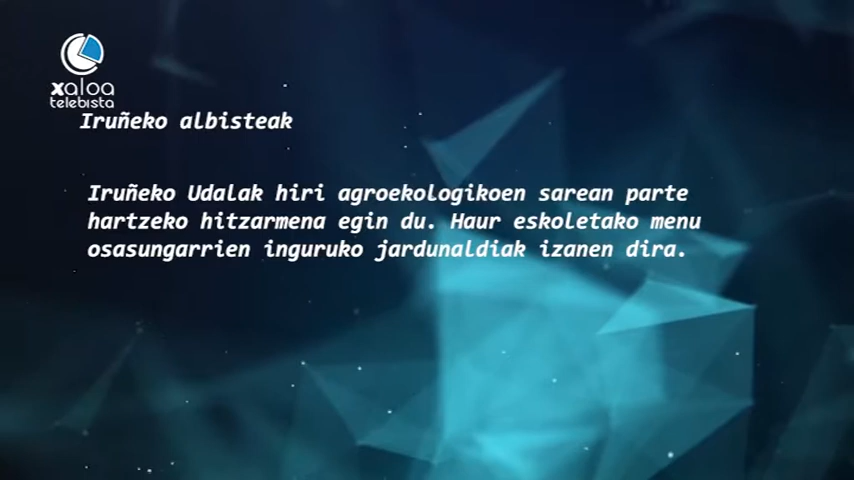 xaloa
telebista
Iruñeko albisteak
Iruñeko Udalak hiri agroekologikoen sarean parte
hartzeko hitzarmena egin du. Haur eskoletako menu
osasungarrien inguruko jardunaldiak izanen dira.